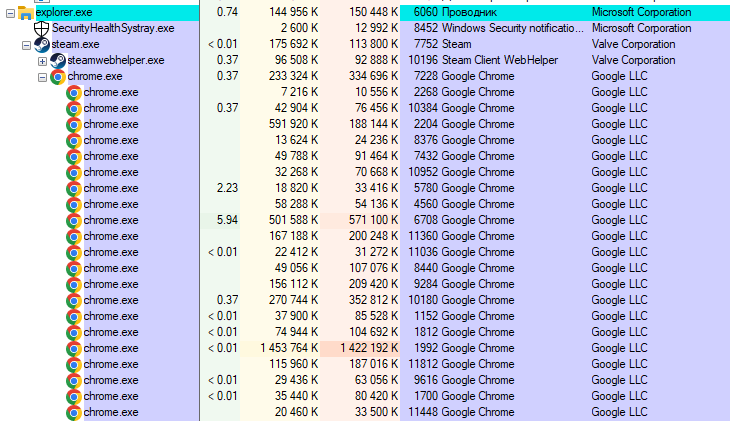 explorer.exe 0.74 144 956 K 150 448 K 6060 Проводник Microsoft Corporation
SecurityHealthSystray.exe 2 600 K 12 992 K 8452 Windows Security notificatio... Microsoft Corporation
steam.exe < 0.01 175 692 K 113 800 K 7752 Steam Valve Corporation
steamwebhelper.exe 0.37 96 508 K 92 888 K 10196 Steam Client WebHelper Valve Corporation
chrome.exe 0.37 233 324 K 334 696 K 7228 Google Chrome Google LLC
chrome.exe 7 216 K 10 556 K 2268 Google Chrome Google LLC
chrome.exe 0.37 42 904 K 76 456 K 10384 Google Chrome Google LLC
chrome.exe 591 920 K 188 144 K 2204 Google Chrome Google LLC
chrome.exe 13 624 K 24 236 K 8376 Google Chrome Google LLC
chrome.exe 49 788 K 91 464 K 7432 Google Chrome Google LLC
chrome.exe 32 268 K 70 668 K 10952 Google Chrome Google LLC
chrome.exe 2.23 18 820 K 33 416 K 5780 Google Chrome Google LLC
chrome.exe 58 288 K 54 136 K 4560 Google Chrome Google LLC
chrome.exe 5.94 501 588 K 571 100 K 6708 Google Chrome Google LLC
chrome.exe 167 188 K 200 248 K 11360 Google Chrome Google LLC
chrome.exe < 0.01 22 412 K 31 272 K 11036 Google Chrome Google LLC
chrome.exe 49 056 K 107 076 K 8440 Google Chrome Google LLC
chrome.exe 156 112 K 209 420 K 9284 Google Chrome Google LLC
chrome.exe 0.37 270 744 K 352 812 K 10180 Google Chrome Google LLC
chrome.exe < 0.01 37 900 K 85 528 K 1152 Google Chrome Google LLC
chrome.exe < 0.01 74 944 K 104 692 K 1812 Google Chrome Google LLC
chrome.exe < 0.01 1 453 764 K 1 422 192 K 1992 Google Chrome Google LLC
chrome.exe 115 960 K 187 016 K 11812 Google Chrome Google LLC
chrome.exe < 0.01 29 436 K 63 056 K 9616 Google Chrome Google LLC
chrome.exe < 0.01 35 440 K 80 420 K 1700 Google Chrome Google LLC
chrome.exe 20 460 K 33 500 K 11448 Google Chrome Google LLC